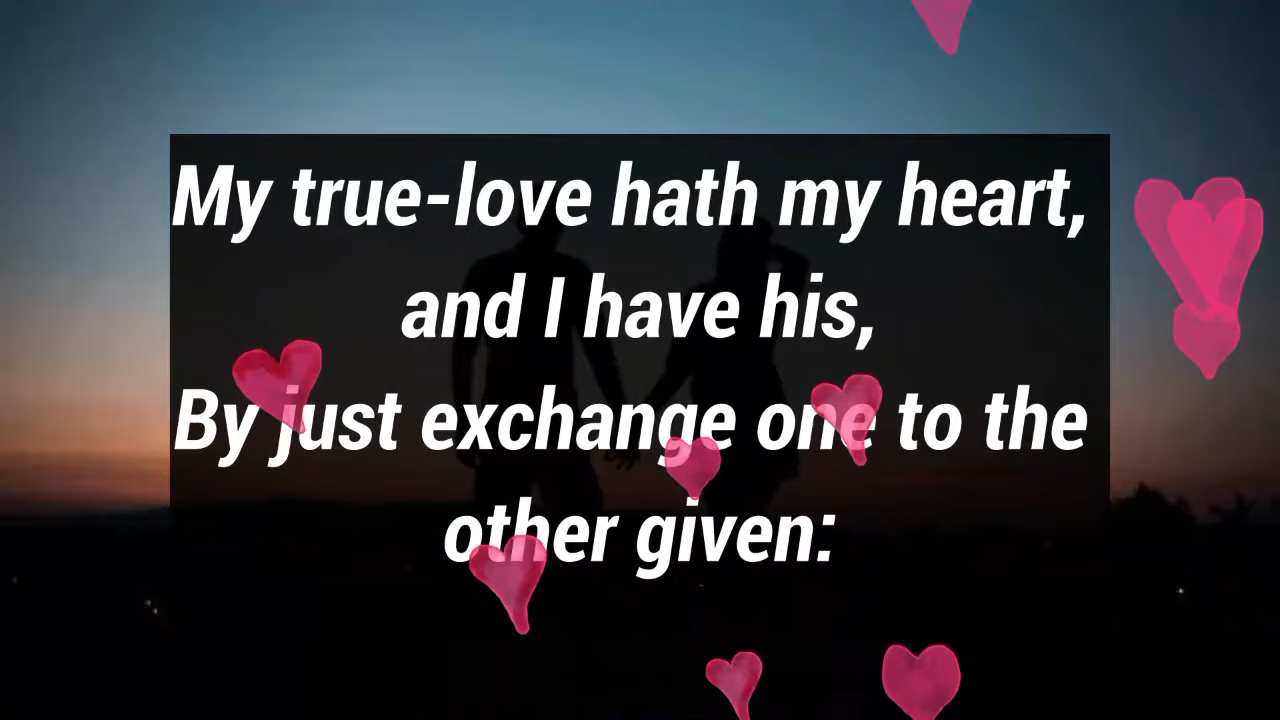 My true-love hath my heart,
and I have his,
By just exchange one to the
other given: